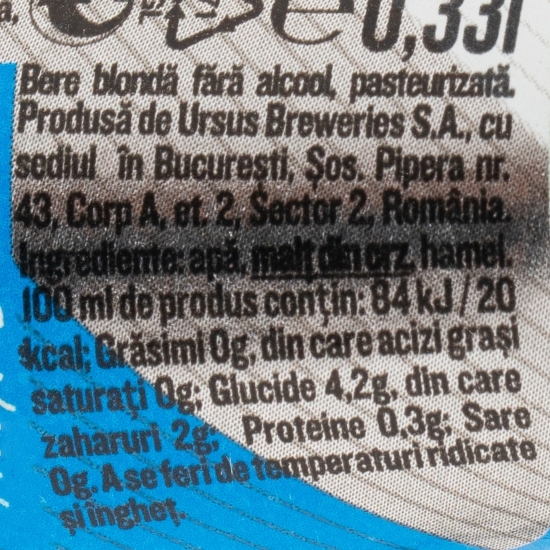 0,33l
Bere blondă fără alcool, pasteurizată.
Produsă de Ursus Breweries S.A., cu
sediul în București, Șos. Pipera nr.
43, Corp A, et. 2, Sector 2, România.
Ingrediente: apă, malț din orz, hamei.
100 ml de produs conțin: 84 kJ / 20
kcal; Grăsimi 0g, din care acizi grași
saturați 0g; Glucide 4,2g, din care
zaharuri 2g; Proteine 0,3g; Sare
0g. A se feri de temperaturi ridicate
și îngheț.